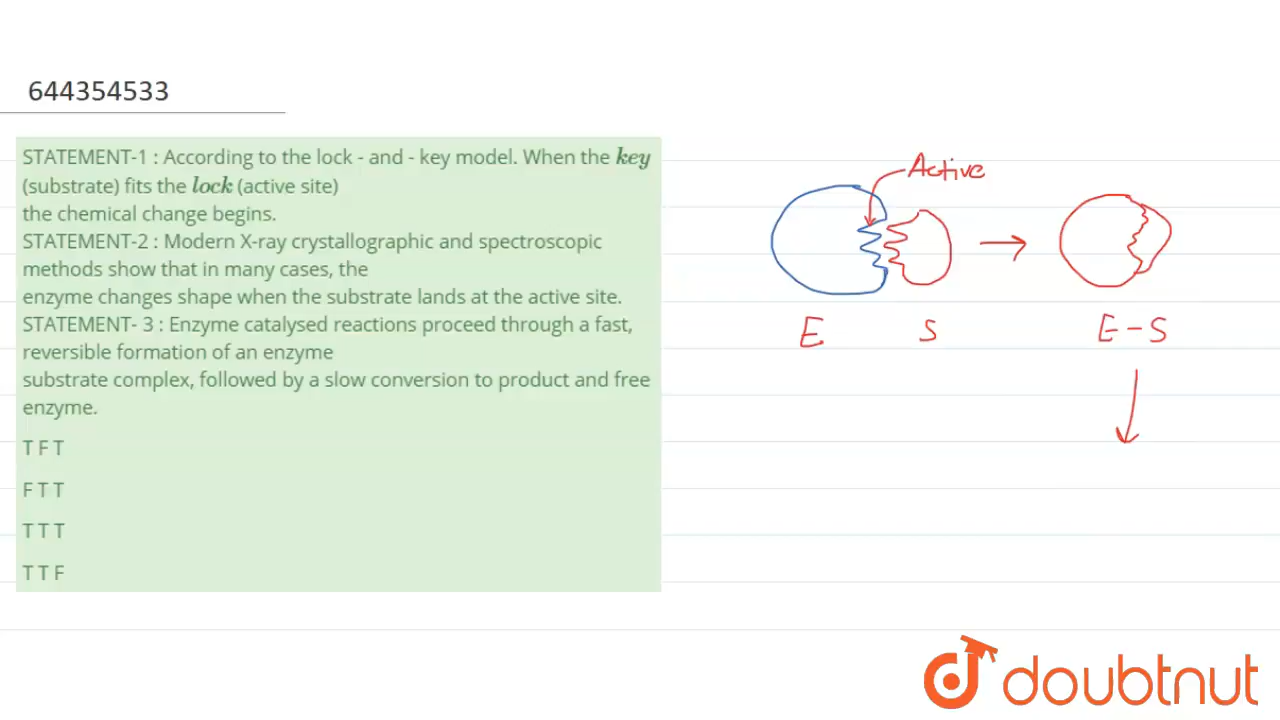 644354533
STATEMENT-1 : According to the lock - and - key model. When the key
(substrate) fits the lock (active site)
the chemical change begins.
STATEMENT-2 : Modern X-ray crystallographic and spectroscopic
methods show that in many cases, the
enzyme changes shape when the substrate lands at the active site.
STATEMENT- 3 : Enzyme catalysed reactions proceed through a fast,
reversible formation of an enzyme
substrate complex, followed by a slow conversion to product and free
enzyme.
T F T
F T T
T T T
T T F
Active
E
S
E-S
doubtnut